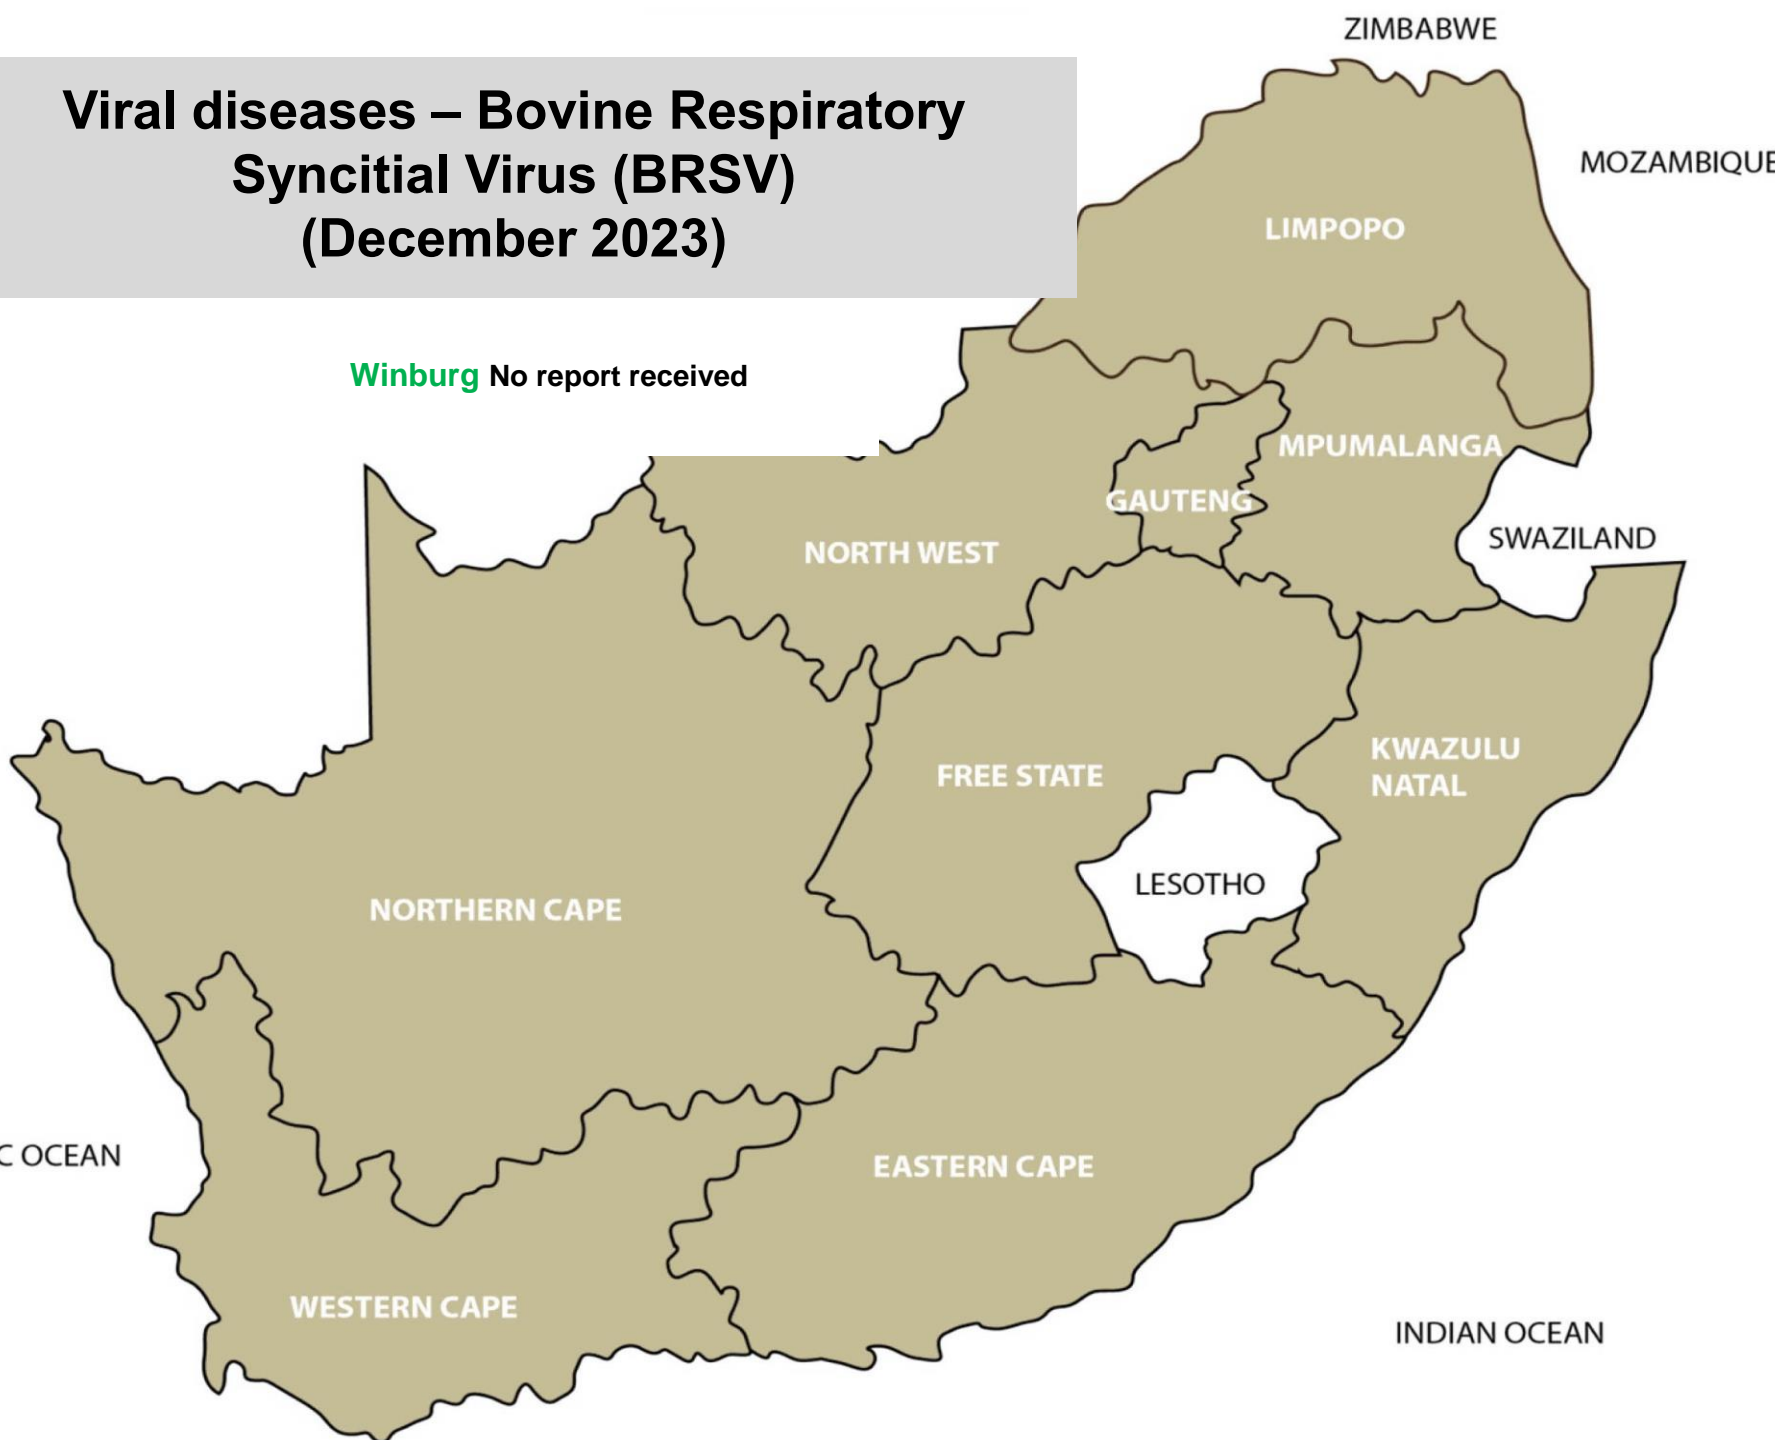 ZIMBABWE
Viral diseases – Bovine Respiratory
Syncitial Virus (BRSV)
(December 2023)
MOZAMBIQUE
LIMPOPO
Winburg No report received
MPUMALANGA
GAUTENG
SWAZILAND
NORTH WEST
KWAZULU
NATAL
FREE STATE
LESOTHO
NORTHERN CAPE
C OCEAN
EASTERN CAPE
WESTERN CAPE
INDIAN OCEAN